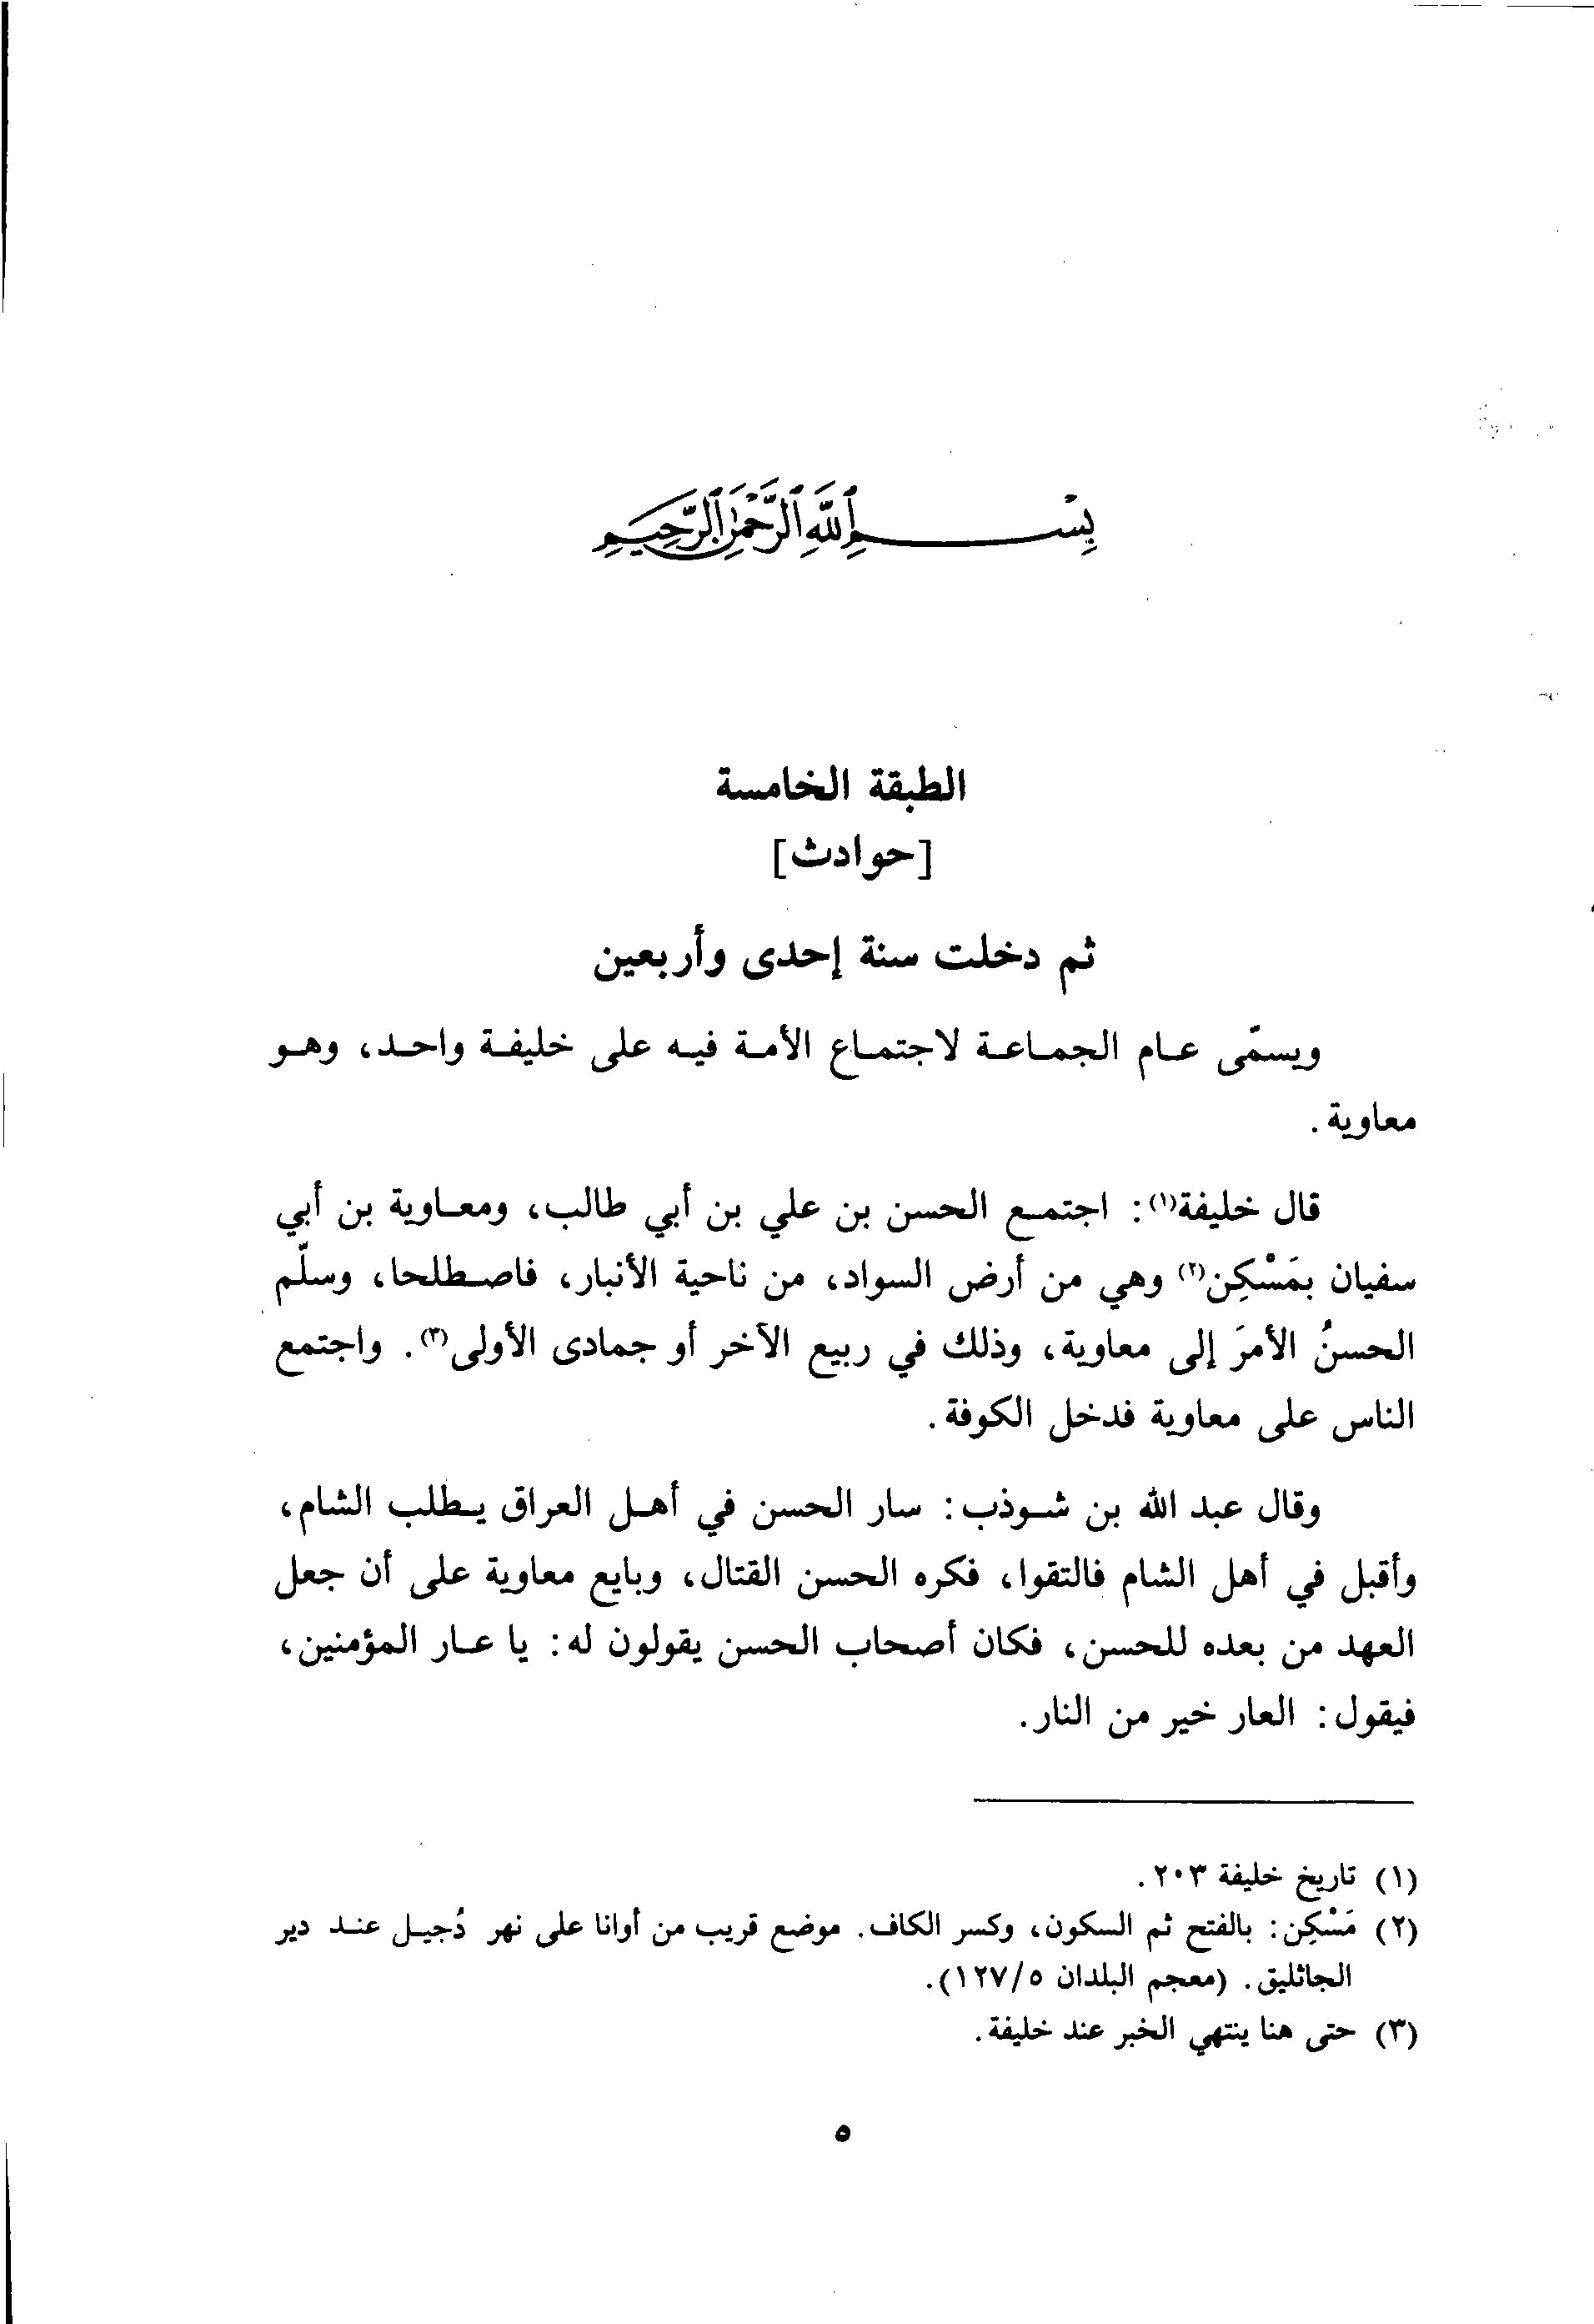 بِسْمِ ٱللَّهِ ٱلرَّحْمَٰنِ ٱلرَّحِيمِ
الطبقة الخامسة
[حوادث]
ثم دخلت سنة إحدى وأربعين
ويسمّى عام الجماعة لاجتماع الأمة فيه على خليفة واحد، وهو
معاوية.
قال خليفة(١): اجتمع الحسن بن علي بن أبي طالب، ومعاوية بن أبي
سفيان بمَسْكِن(٢) وهي من أرض السواد، من ناحية الأنبار، فاصطلحا، وسلّم
الحسنُ الأمرَ إلى معاوية، وذلك في ربيع الآخر أو جمادى الأولى(٣). واجتمع
الناس على معاوية فدخل الكوفة.
وقال عبد الله بن شوذب: سار الحسن في أهل العراق يطلب الشام،
وأقبل في أهل الشام فالتقوا، فكره الحسن القتال، وبايع معاوية على أن جعل
العهد من بعده للحسن، فكان أصحاب الحسن يقولون له: يا عار المؤمنين،
فيقول: العار خير من النار.
(١) تاريخ خليفة ٢٠٣.
(٢) مَسْكِن: بالفتح ثم السكون، وكسر الكاف. موضع قريب من أوانا على نهر دُجيل عند دير
الجاثليق. (معجم البلدان ٥/١٢٧).
(٣) حتى هنا ينتهي الخبر عند خليفة.
٥